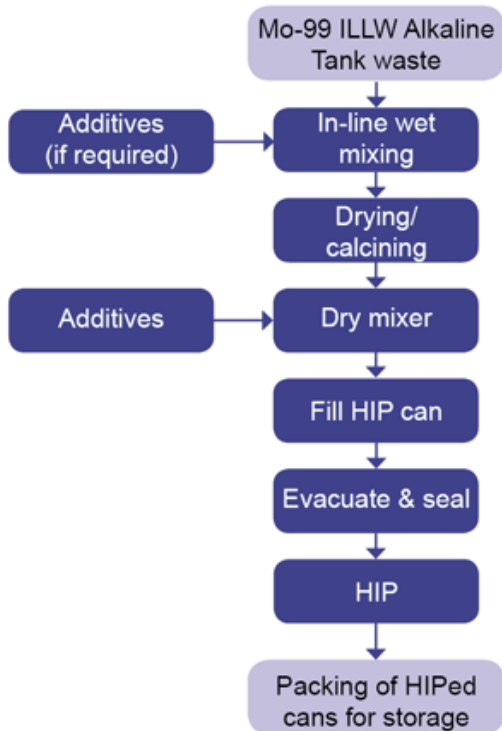 Mo-99 ILLW Alkaline
Tank waste
Additives
(if required)
In-line wet
mixing
Drying/
calcining
Additives
Dry mixer
Fill HIP can
Evacuate & seal
HIP
Packing of HIPed
cans for storage